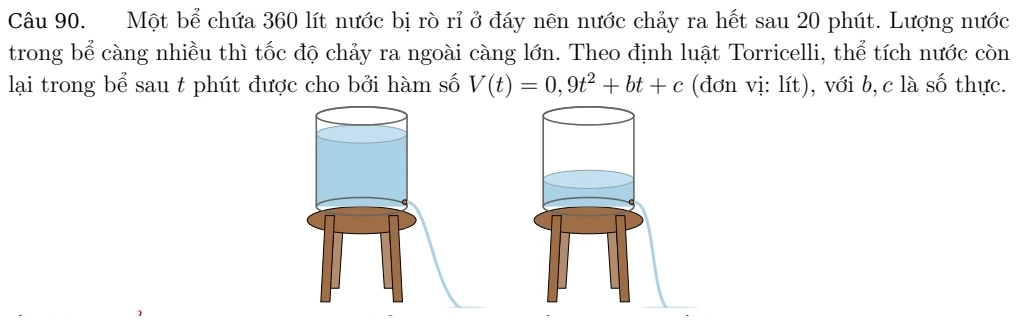 Câu 90. Một bể chứa 360 lít nước bị rò rỉ ở đáy nên nước chảy ra hết sau 20 phút. Lượng nước
trong bể càng nhiều thì tốc độ chảy ra ngoài càng lớn. Theo định luật Torricelli, thể tích nước còn
lại trong bể sau t phút được cho bởi hàm số V(t) = 0, 9t² + bt + c (đơn vị: lít), với b, c là số thực.